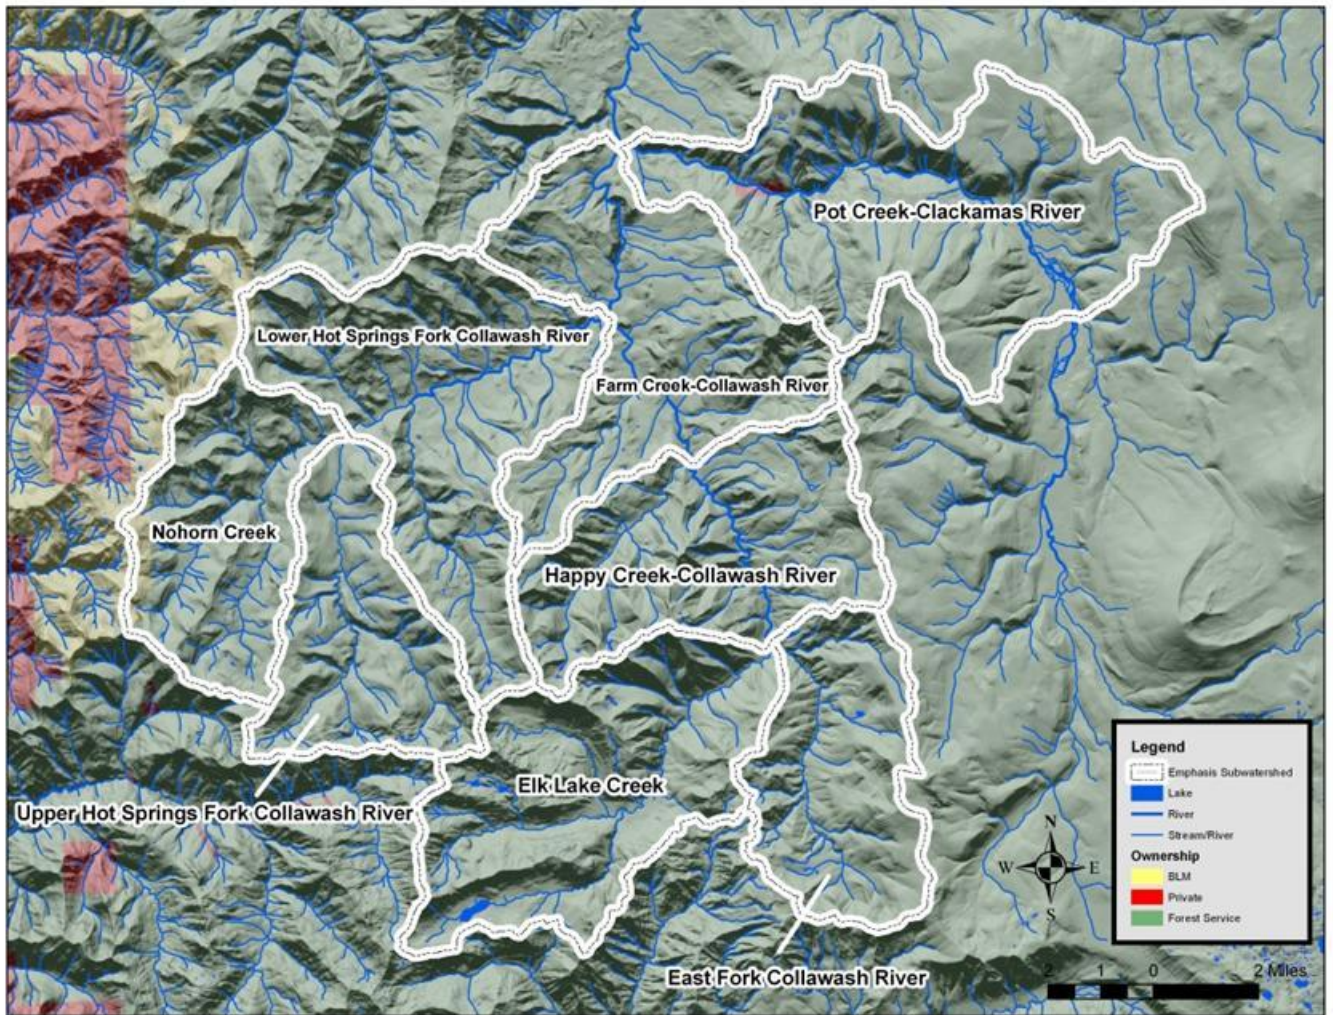 Pot Creek-Clackamas River
Lower Hot Springs Fork Collawash River
Farm Creek-Collawash River
Nohorn Creek
Happy Creek-Collawash River
Elk Lake Creek
Upper Hot Springs Fork Collawash River
East Fork Collawash River
Legend
Emphasis Subwatershed
Lake
River
Stream/River
Ownership
BLM
Private
Forest Service
N
W E
S
2 1 0 2 Miles